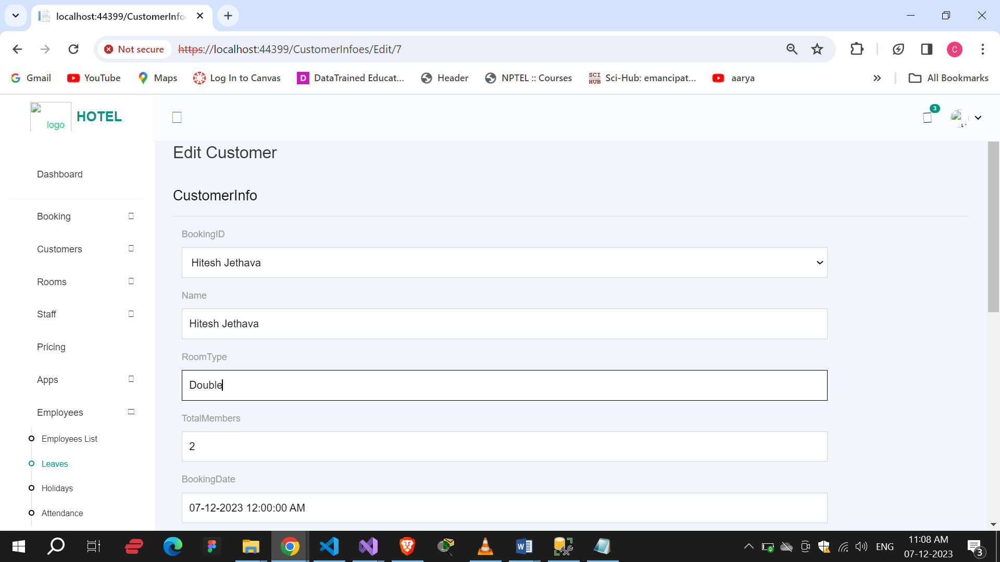 localhost:44399/CustomerInfo
Not secure https://localhost:44399/CustomerInfoes/Edit/7
C
Gmail YouTube Maps Log In to Canvas DataTrained Educat... Header NPTEL :: Courses Sci-Hub: emancipat... aarya » All Bookmarks
logo HOTEL
3
Edit Customer
Dashboard
CustomerInfo
Booking
BookingID
Customers
Hitesh Jethava
Rooms
Name
Staff
Hitesh Jethava
Pricing
RoomType
Apps
Double
Employees
TotalMembers
Employees List
2
Leaves
BookingDate
Holidays
07-12-2023 12:00:00 AM
Attendance
ENG
11:08 AM
07-12-2023
3